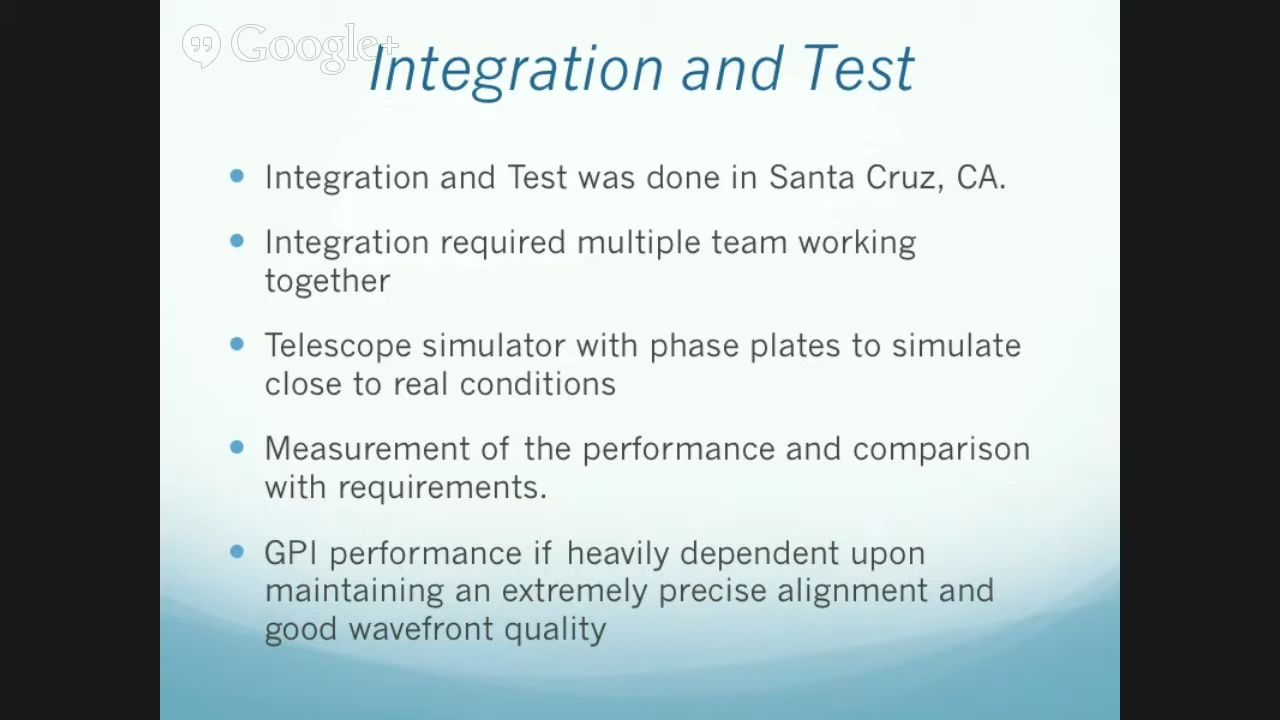 Google+
Integration and Test
Integration and Test was done in Santa Cruz, CA.
Integration required multiple team working
together
Telescope simulator with phase plates to simulate
close to real conditions
Measurement of the performance and comparison
with requirements.
GPI performance if heavily dependent upon
maintaining an extremely precise alignment and
good wavefront quality